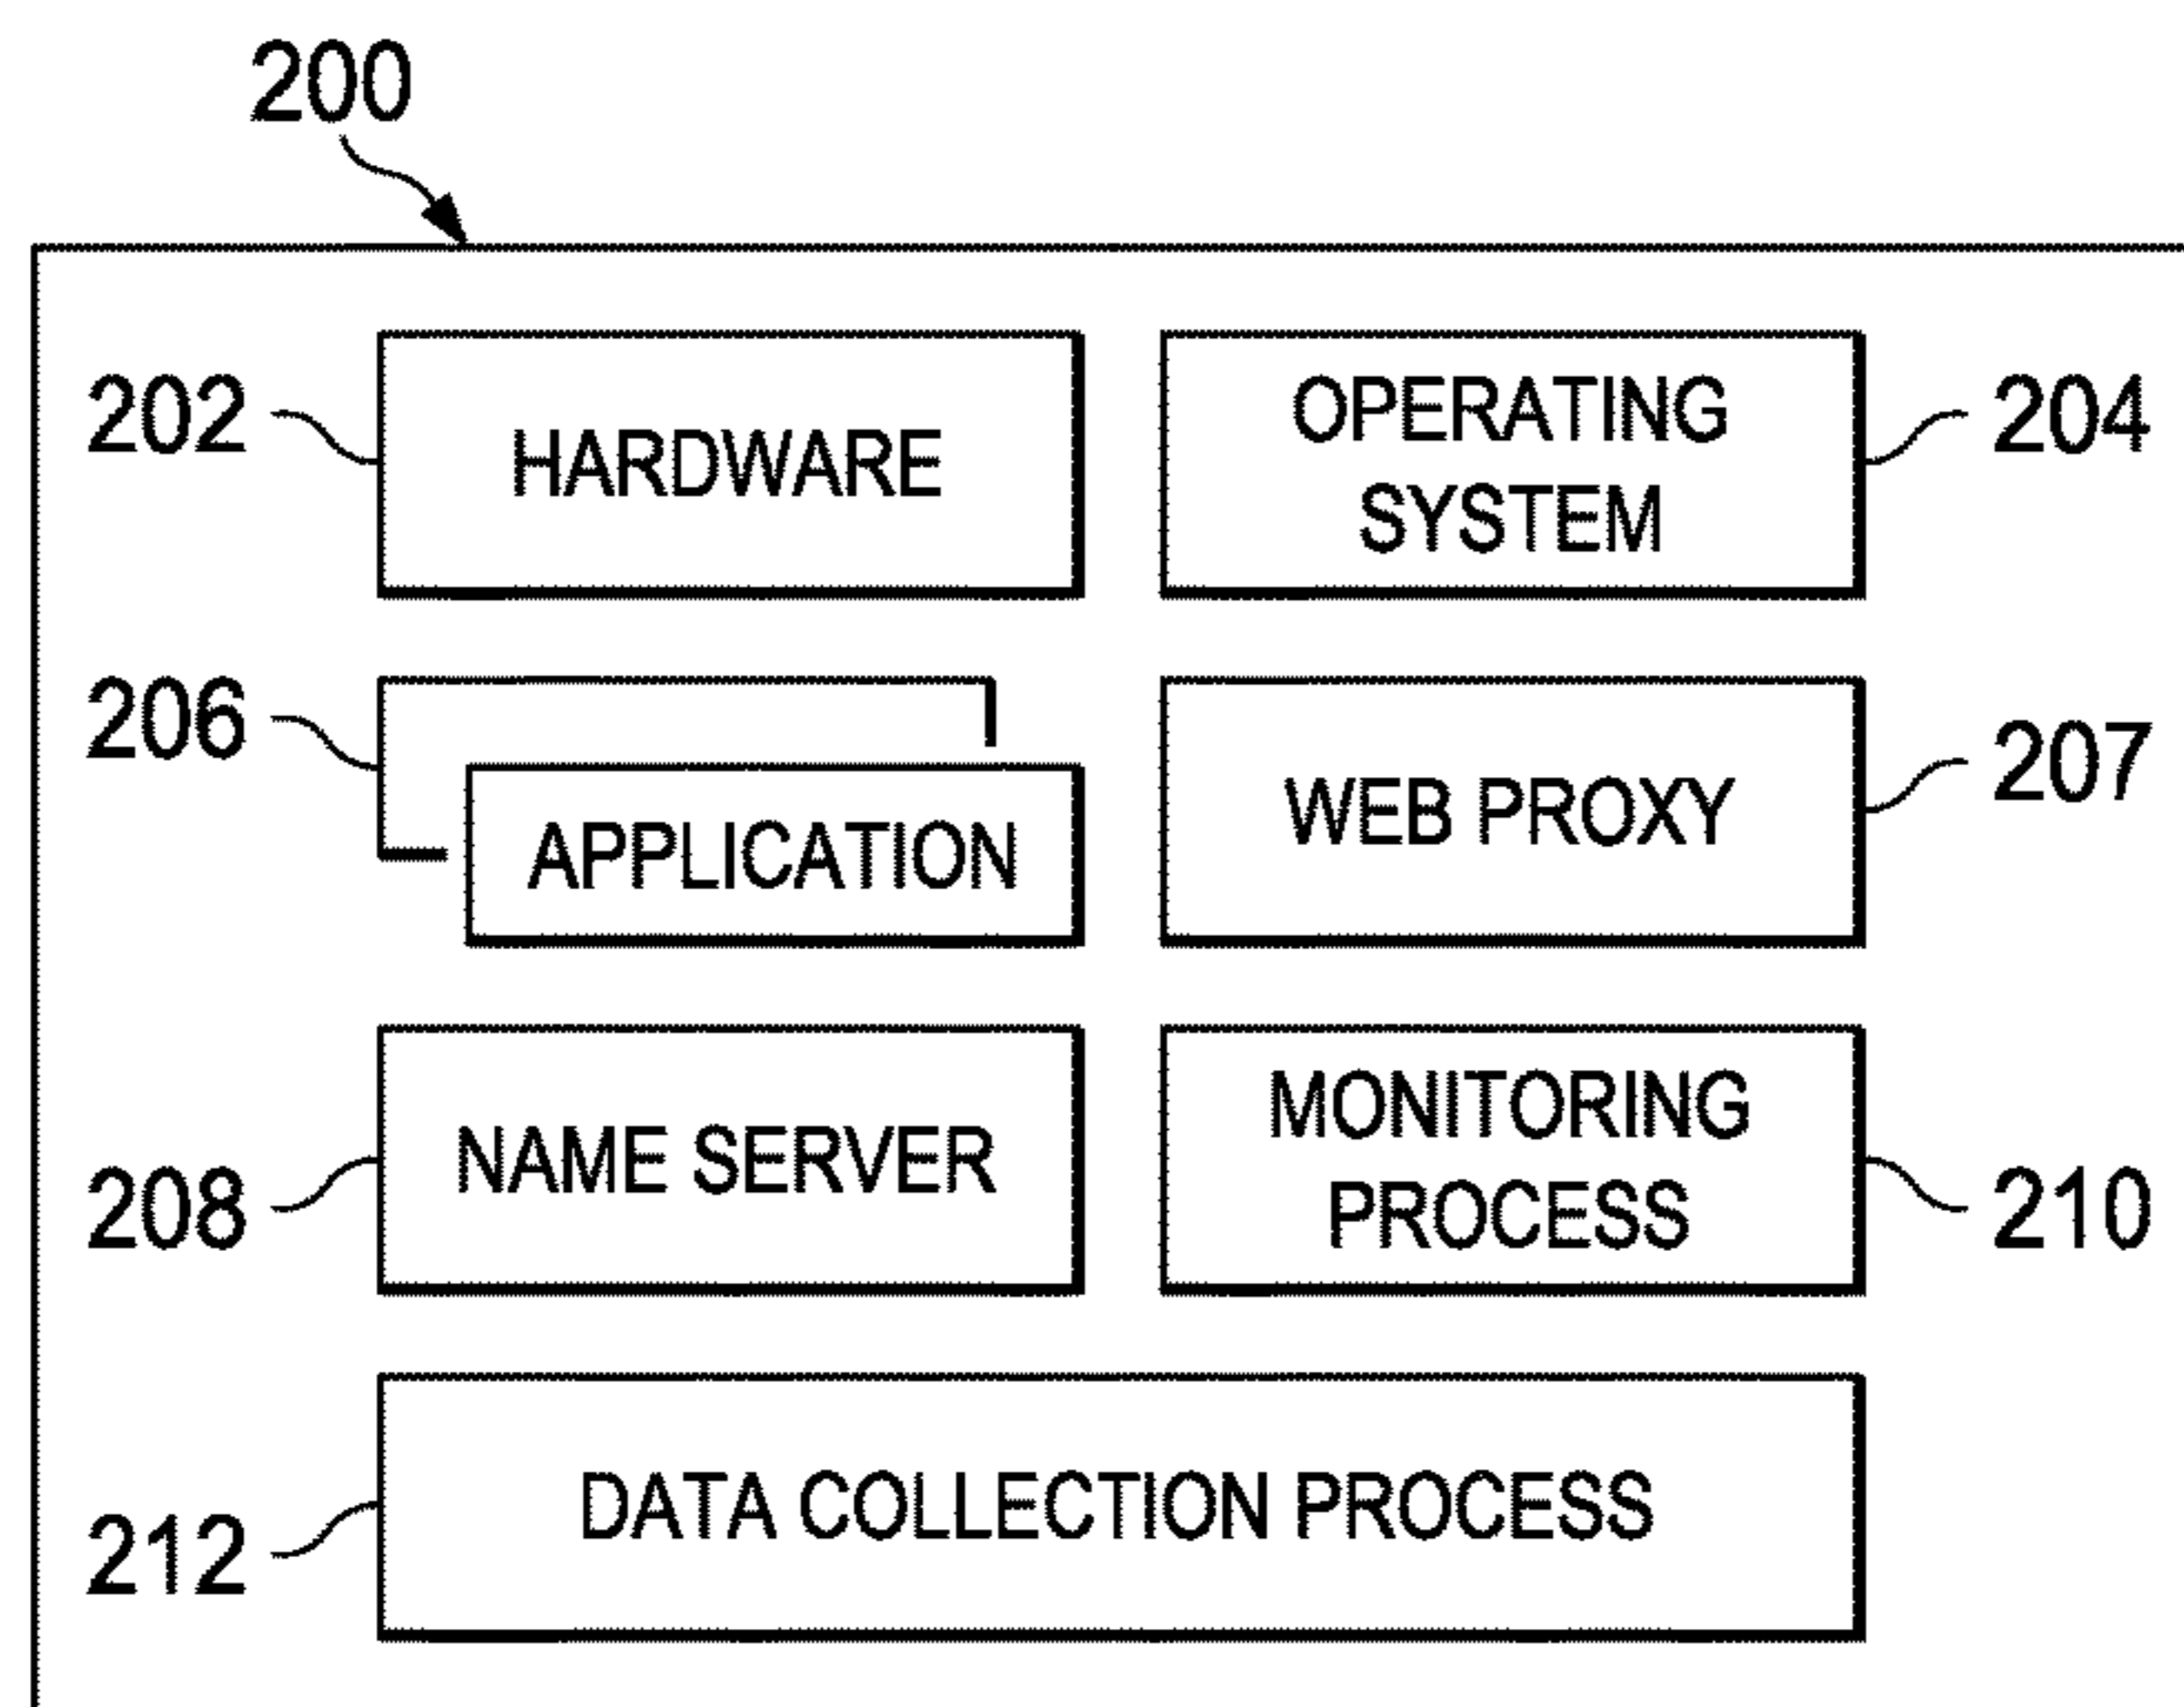 200
202
HARDWARE
OPERATING
SYSTEM
204
206
APPLICATION
WEB PROXY
207
208
NAME SERVER
MONITORING
PROCESS
210
212
DATA COLLECTION PROCESS